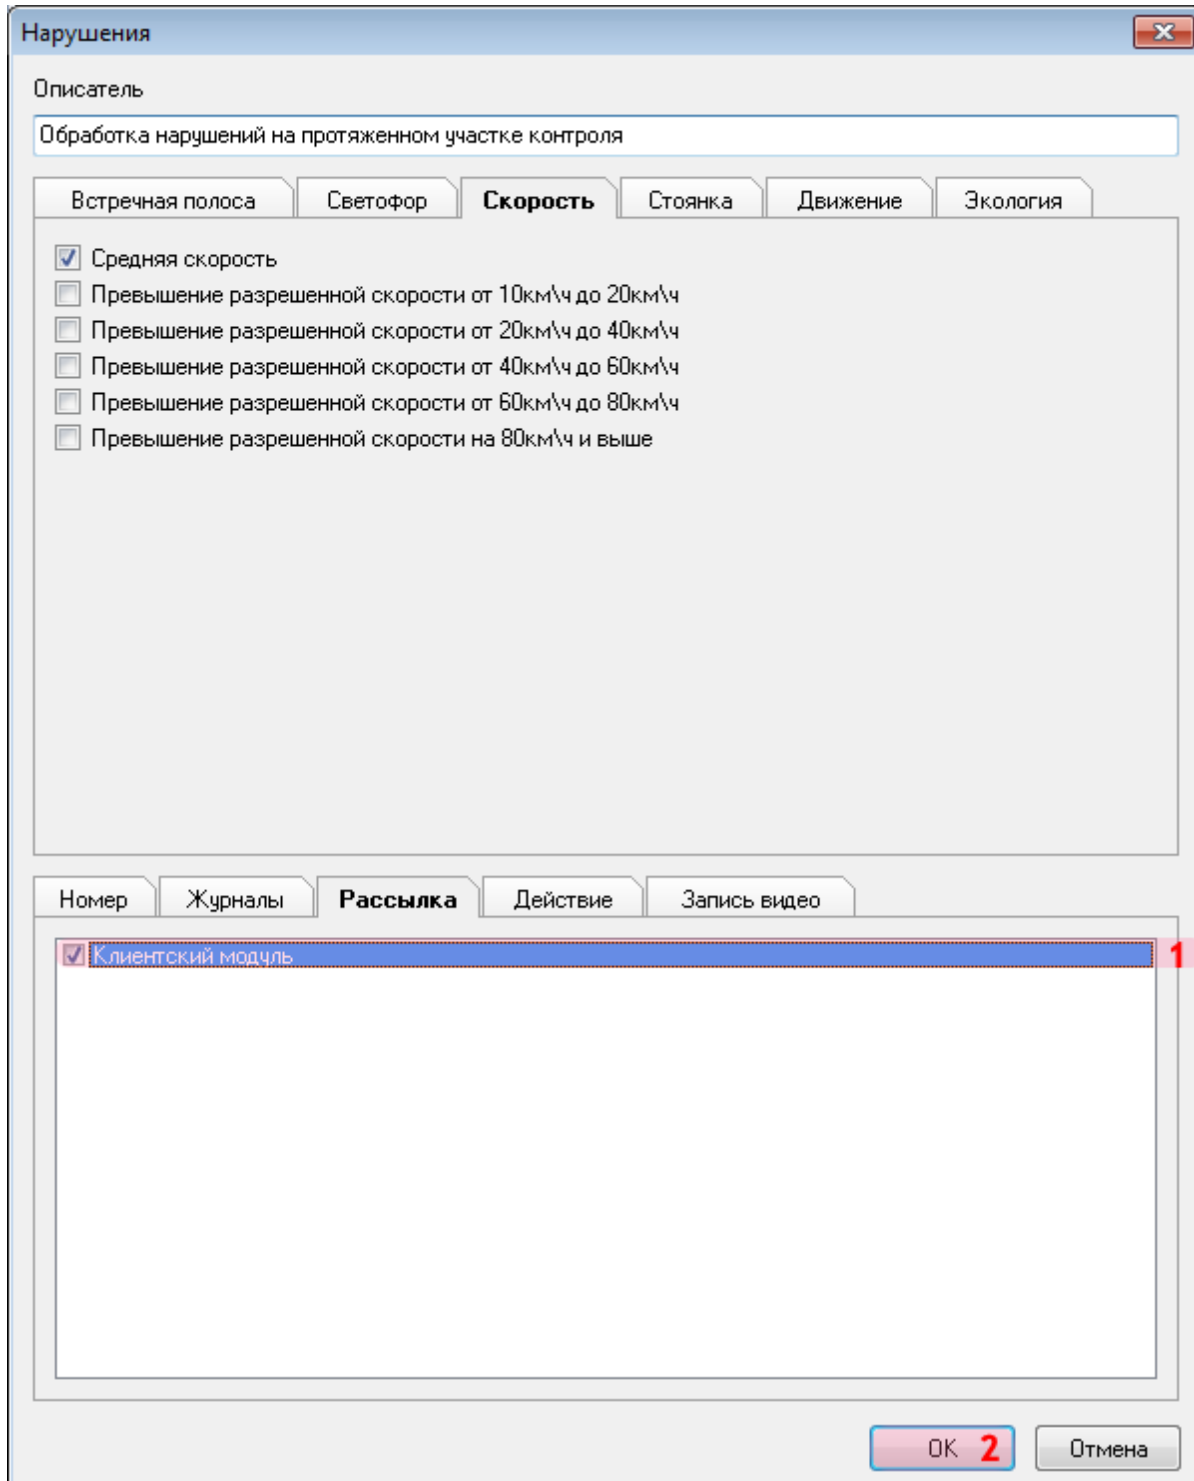 Нарушения
Описатель
Обработка нарушений на протяженном участке контроля
Встречная полоса Светофор Скорость Стоянка Движение Экология
Средняя скорость
Превышение разрешенной скорости от 10км\ч до 20км\ч
Превышение разрешенной скорости от 20км\ч до 40км\ч
Превышение разрешенной скорости от 40км\ч до 60км\ч
Превышение разрешенной скорости от 60км\ч до 80км\ч
Превышение разрешенной скорости на 80км\ч и выше
Номер Журналы Рассылка Действие Запись видео
Клиентский модуль 1
OK 2 Отмена